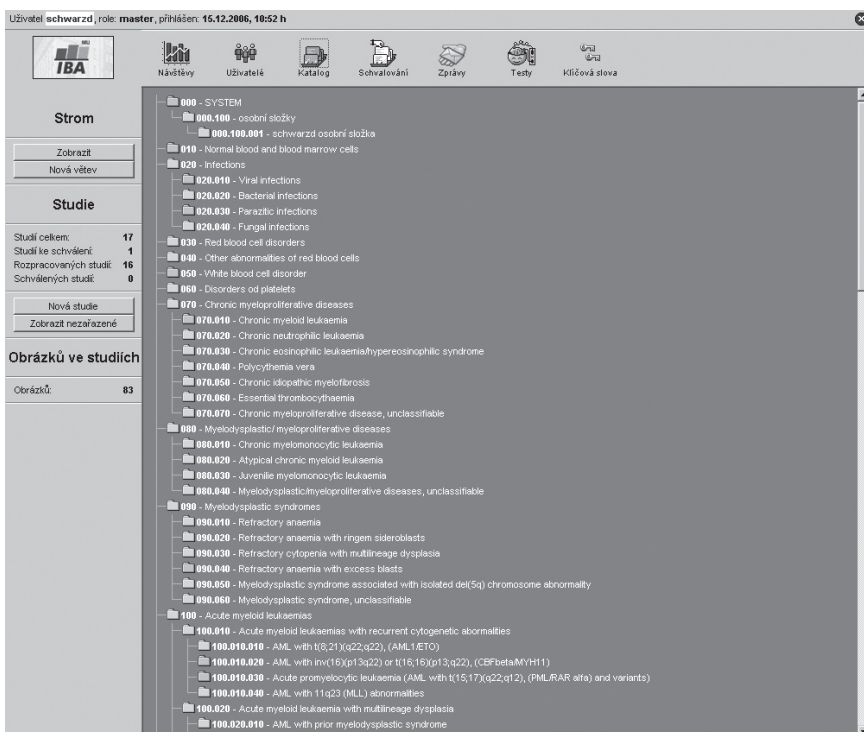 Uživatel schwarzd, role: master, přihlášen: 15.12.2006, 10:52 h
MU
IBA
Návštěvy
Uživatelé
Katalog
Schvalování
Zprávy
Testy
Klíčová slova
Strom
Zobrazit
Nová větev
Studie
Studií celkem: 17
Studií ke schválení: 1
Rozpracovaných studií: 16
Schválených studií: 0
Nová studie
Zobrazit nezařazené
Obrázků ve studiích
Obrázků: 83
000 - SYSTEM
000.100 - osobní složky
000.100.001 - schwarzd osobní složka
010 - Normal blood and blood marrow cells
020 - Infections
020.010 - Viral infections
020.020 - Bacterial infections
020.030 - Parazitic infections
020.040 - Fungal infections
030 - Red blood cell disorders
040 - Other abnormalities of red blood cells
050 - White blood cell disorder
060 - Disorders od platelets
070 - Chronic myeloproliferative diseases
070.010 - Chronic myeloid leukaemia
070.020 - Chronic neutrophilic leukaemia
070.030 - Chronic eosinophilic leukaemia/hypereosinophilic syndrome
070.040 - Polycythemia vera
070.050 - Chronic idiopathic myelofibrosis
070.060 - Essential thrombocythaemia
070.070 - Chronic myeloproliferative disease, unclassifiable
080 - Myelodysplastic/ myeloproliferative diseases
080.010 - Chronic myelomonocytic leukaemia
080.020 - Atypical chronic myeloid leukaemia
080.030 - Juvenilie myelomonocytic leukaemia
080.040 - Myelodysplastic/myeloproliferative diseases, unclassifiable
090 - Myelodysplastic syndromes
090.010 - Refractory anaemia
090.020 - Refractory anaemia with ringem sideroblasts
090.030 - Refractory cytopenia with multilineage dysplasia
090.040 - Refractory anaemia with excess blasts
090.050 - Myelodysplastic syndrome associated with isolated del(5q) chromosome abnormality
090.060 - Myelodysplastic syndrome, unclassifiable
100 - Acute myeloid leukaemias
100.010 - Acute myeloid leukaemias with recurrent cytogenetic abormalities
100.010.010 - AML with t(8;21)(q22;q22), (AML1/ETO)
100.010.020 - AML with inv(16)(p13q22) or t(16;16)(p13;q22), (CBFbeta/MYH11)
100.010.030 - Acute promyelocytic leukaemia (AML with t(15;17)(q22;q12), (PML/RAR alfa) and variants)
100.010.040 - AML with 11q23 (MLL) abnormalities
100.020 - Acute myeloid leukaemia with multilineage dysplasia
100.020.010 - AML with prior myelodysplastic syndrome